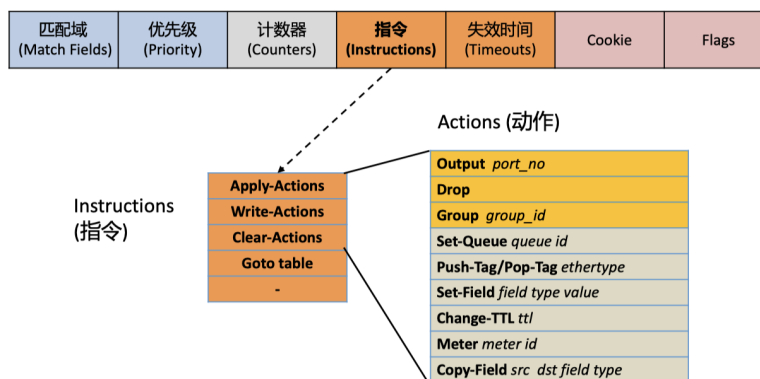 匹配域
(Match Fields)
优先级
(Priority)
计数器
(Counters)
指令
(Instructions)
失效时间
(Timeouts)
Cookie
Flags
Actions (动作)
Instructions
(指令)
Apply-Actions
Write-Actions
Clear-Actions
Goto table
-
Output port_no
Drop
Group group_id
Set-Queue queue id
Push-Tag/Pop-Tag ethertype
Set-Field field type value
Change-TTL ttl
Meter meter id
Copy-Field src dst field type